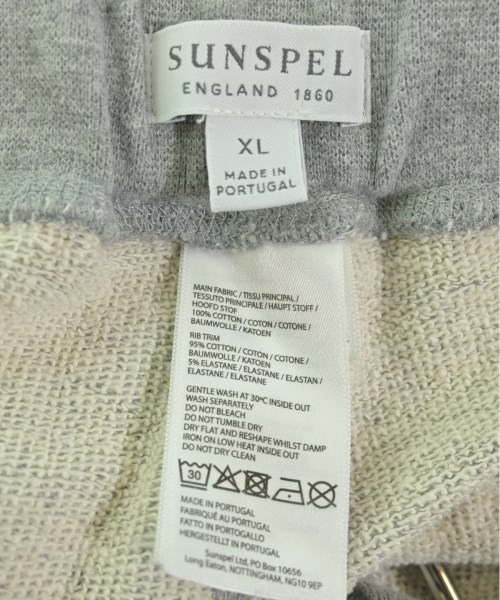 SUNSPEL
ENGLAND 1860
XL
MADE IN
PORTUGAL
MAIN FABRIC / TISSU PRINCIPAL /
TESSUTO PRINCIPALE / HAUPT STOFF /
HOOFD STOF
100% COTTON / COTON / COTONE /
BAUMWOLLE / KATOEN
RIB TRIM
95% COTTON / COTON / COTONE /
BAUMWOLLE / KATOEN
5% ELASTANE / ELASTANE, ELASTAN /
ELASTANE / ELASTANE
GENTLE WASH AT 30ºC INSIDE OUT
WASH SEPARATELY
DO NOT BLEACH
DO NOT TUMBLE DRY
DRY FLAT AND RESHAPE WHILST DAMP
IRON ON LOW HEAT INSIDE OUT
DO NOT DRY CLEAN
30
MADE IN PORTUGAL
FABRIQUÉ AU PORTUGAL
FATTO IN PORTOGALLO
HERGESTELLT IN PORTUGAL
Sunspel Ltd, PO Box 10656
Long Eaton, NOTTINGHAM, NG10 9EP